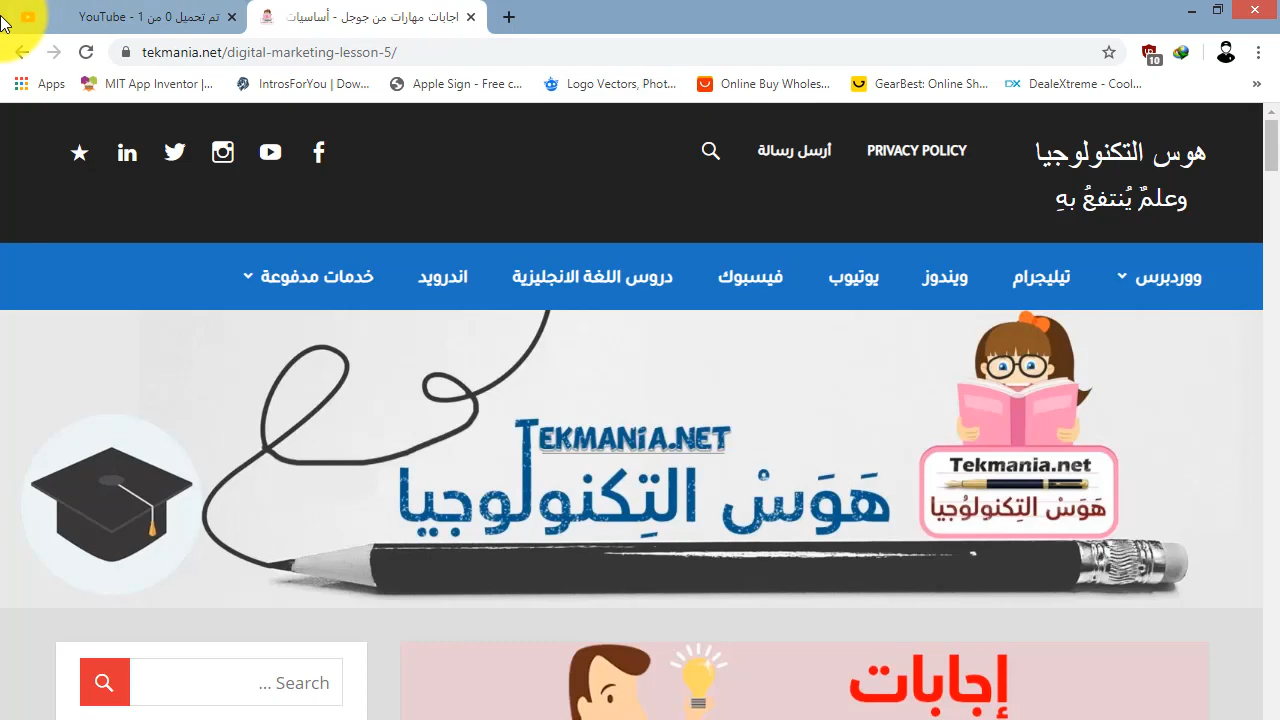 تم تحميل 0 من 1 - YouTube
اجابات مهارات من جوجل - أساسيات
tekmania.net/digital-marketing-lesson-5/
10
Apps
MIT App Inventor |...
IntrosForYou | Dow...
Apple Sign - Free c...
Logo Vectors, Phot...
Online Buy Wholes...
GearBest: Online Sh...
DealeXtreme - Cool...
هوس التكنولوجيا
PRIVACY POLICY
أرسل رسالة
وعلمٌ يُنتفعُ بهِ
ووردبرس
تيليجرام
ويندوز
يوتيوب
فيسبوك
دروس اللغة الانجليزية
اندرويد
خدمات مدفوعة
TEKMANIA.NET
هَوَسْ التِكنولوجيا
Tekmania.net
هَوَسْ التِكنولوُجيا
Search ...
إجابات